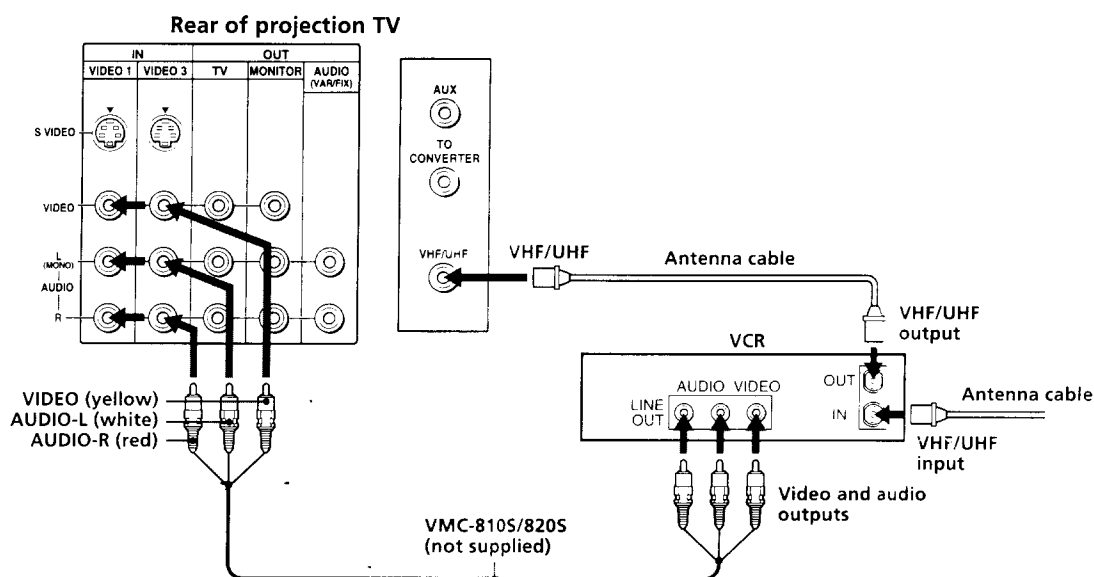 Rear of projection TV
IN
OUT
VIDEO 1
VIDEO 3
TV
MONITOR
AUDIO
(VAR/FIX)
S VIDEO
VIDEO
L
(MONO)
AUDIO
R
AUX
TO
CONVERTER
VHF/UHF
VHF/UHF
Antenna cable
VHF/UHF
output
VCR
AUDIO VIDEO
LINE
OUT
OUT
IN
Antenna cable
VHF/UHF
input
VIDEO (yellow)
AUDIO-L (white)
AUDIO-R (red)
Video and audio
outputs
VMC-810S/820S
(not supplied)